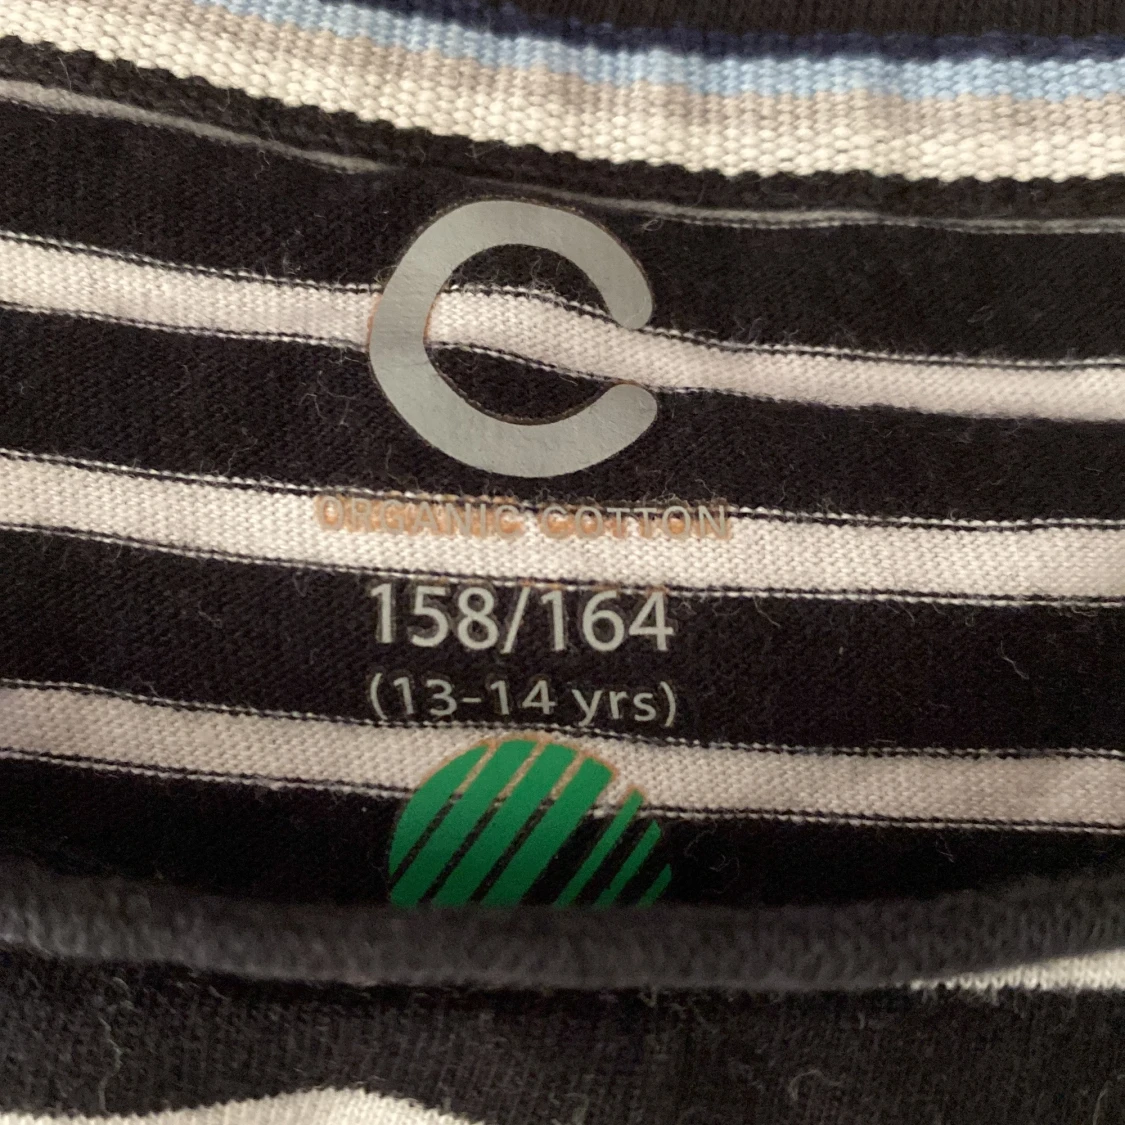 C
ORGANIC COTTON
158/164
(13-14 yrs)